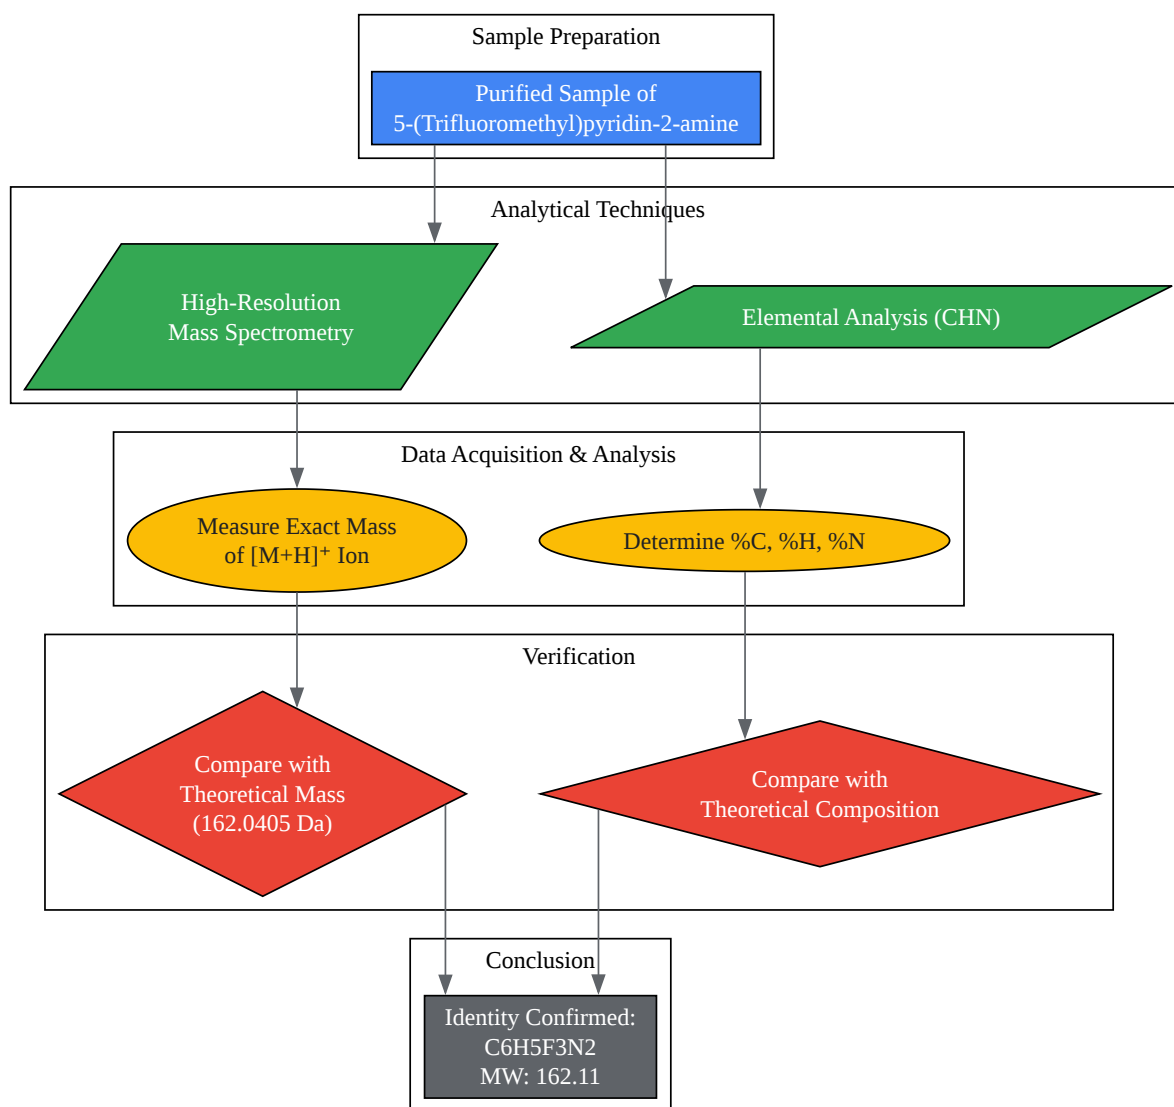 Sample Preparation
Purified Sample of
5-(Trifluoromethyl)pyridin-2-amine
Analytical Techniques
High-Resolution
Mass Spectrometry
Elemental Analysis (CHN)
Data Acquisition & Analysis
Measure Exact Mass
of [M+H]⁺ Ion
Determine %C, %H, %N
Verification
Compare with
Theoretical Mass
(162.0405 Da)
Compare with
Theoretical Composition
Conclusion
Identity Confirmed:
C6H5F3N2
MW: 162.11